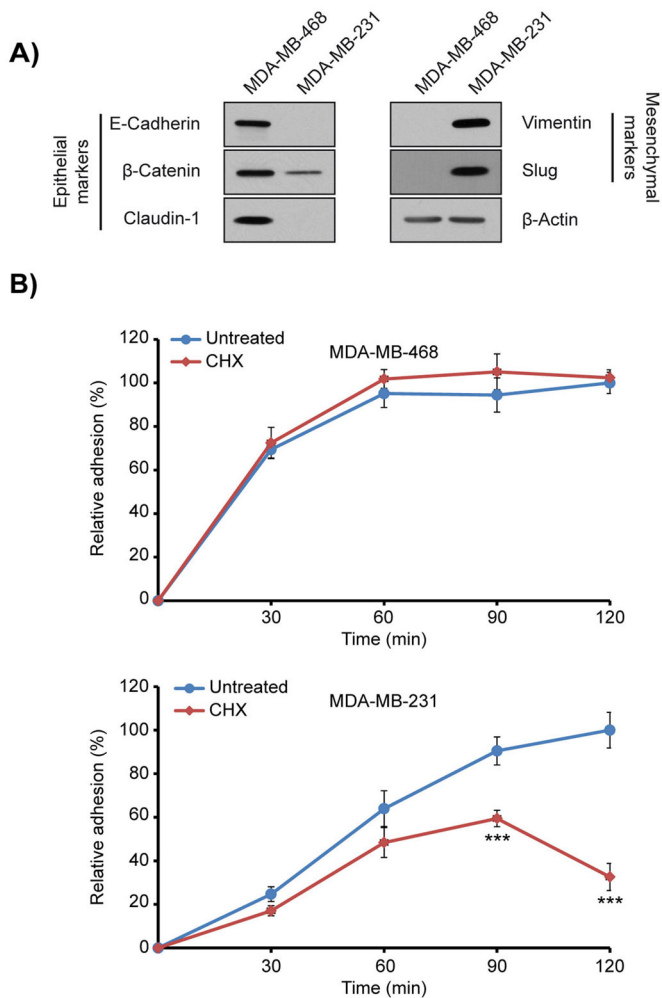 A)
MDA-MB-468
MDA-MB-231
MDA-MB-468
MDA-MB-231
Epithelial
markers
E-Cadherin
β-Catenin
Claudin-1
Vimentin
Slug
β-Actin
Mesenchymal
markers
B)
Untreated
CHX
MDA-MB-468
Relative adhesion (%)
120
100
80
60
40
20
0
30 60 90 120
Time (min)
Untreated
CHX
MDA-MB-231
Relative adhesion (%)
120
100
80
60
40
20
0
***
***
30 60 90 120
Time (min)